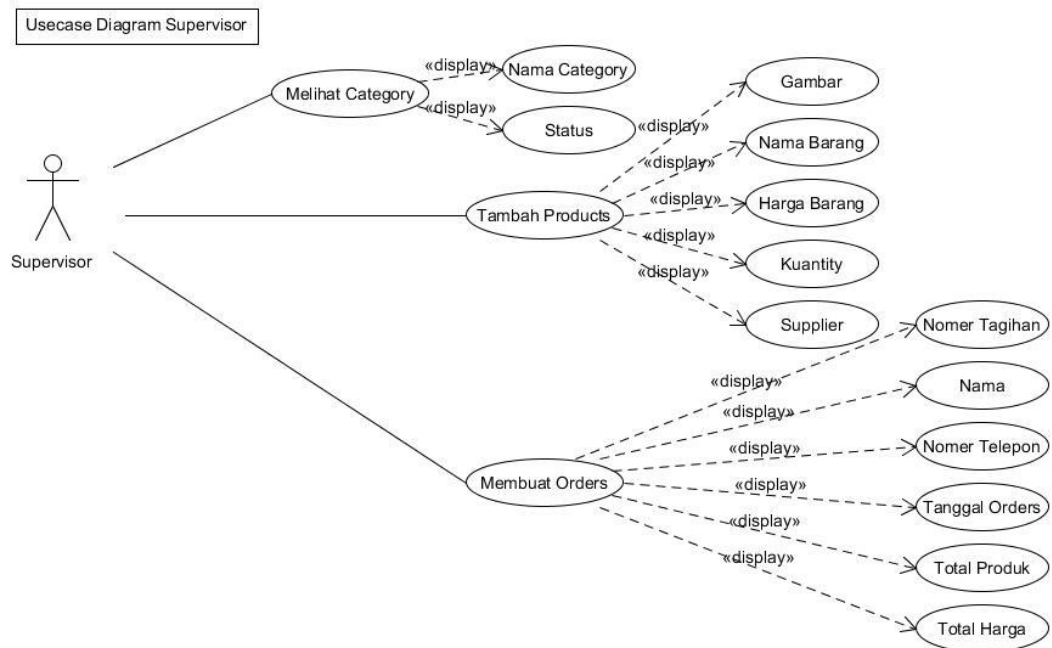 Usecase Diagram Supervisor
«display»
Nama Category
Melihat Category
«display»
Status
Gambar
«display»
Nama Barang
«display»
Tambah Products
«display»
Harga Barang
«display»
Kuantity
«display»
Supplier
Supervisor
Nomer Tagihan
«display»
Nama
«display»
Nomer Telepon
«display»
Membuat Orders
«display»
Tanggal Orders
«display»
Total Produk
«display»
Total Harga